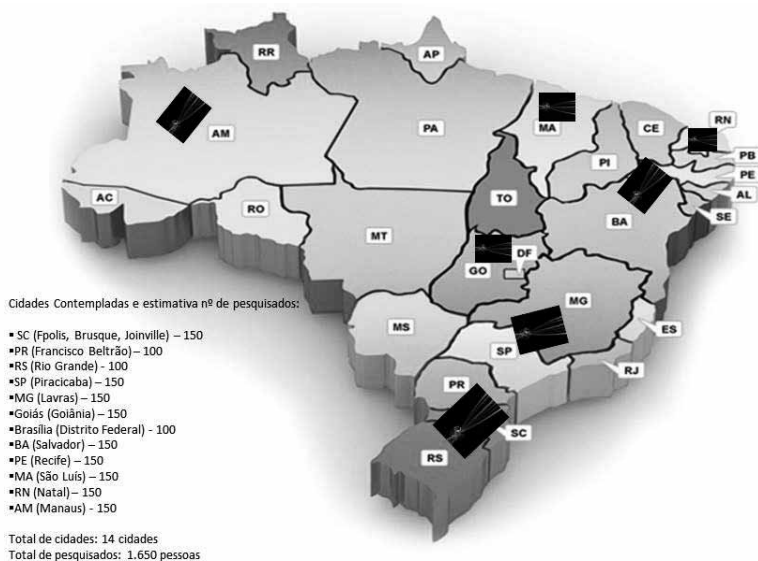 RR
AP
AM
PA
MA
CE
RN
PI
PB
PE
AL
SE
AC
RO
TO
BA
MT
GO
DF
MG
Cidades Contempladas e estimativa nº de pesquisados:
MS
ES
SP
RJ
PR
SC
RS
▪ SC (Fpolis, Brusque, Joinville) – 150
▪PR (Francisco Beltrão) – 100
▪RS (Rio Grande) - 100
▪SP (Piracicaba) – 150
▪MG (Lavras) – 150
▪Goiás (Goiânia) – 150
▪Brasília (Distrito Federal) - 100
▪BA (Salvador) – 150
▪PE (Recife) – 150
▪MA (São Luís) – 150
▪RN (Natal) – 150
▪AM (Manaus) - 150
Total de cidades: 14 cidades
Total de pesquisados: 1.650 pessoas